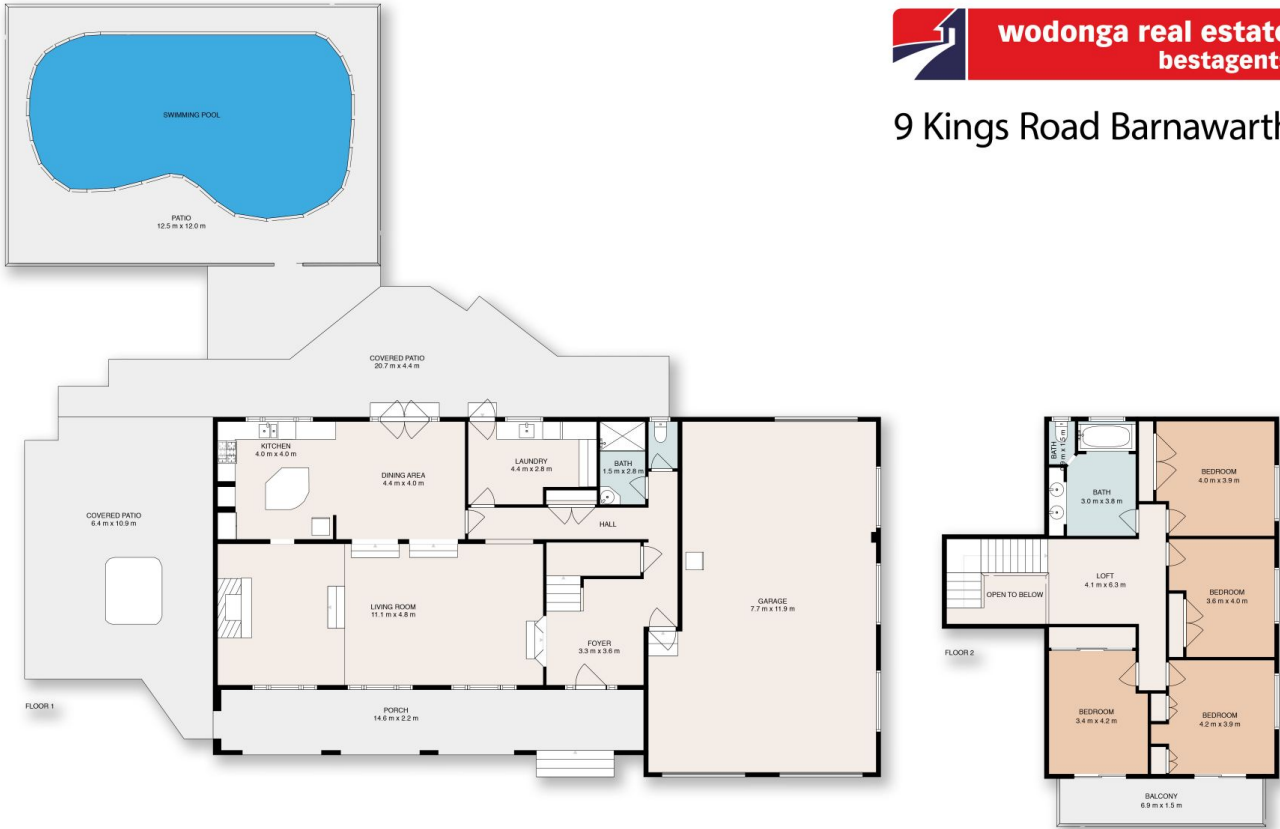 wodonga real estate
bestagents
9 Kings Road Barnawarth
SWIMMING POOL
PATIO
12.5 m x 12.0 m
COVERED PATIO
20.7 m x 4.4 m
COVERED PATIO
6.4 m x 10.9 m
KITCHEN
4.0 m x 4.0 m
DINING AREA
4.4 m x 4.0 m
LAUNDRY
4.4 m x 2.8 m
BATH
1.5 m x 2.8 m
HALL
LIVING ROOM
11.1 m x 4.8 m
FOYER
3.3 m x 3.6 m
GARAGE
7.7 m x 11.9 m
PORCH
14.6 m x 2.2 m
FLOOR 1
BATH
BATH
3.0 m x 3.8 m
BEDROOM
4.0 m x 3.9 m
LOFT
4.1 m x 6.3 m
OPEN TO BELOW
BEDROOM
3.6 m x 4.0 m
FLOOR 2
BEDROOM
3.4 m x 4.2 m
BEDROOM
4.2 m x 3.9 m
BALCONY
6.9 m x 1.5 m